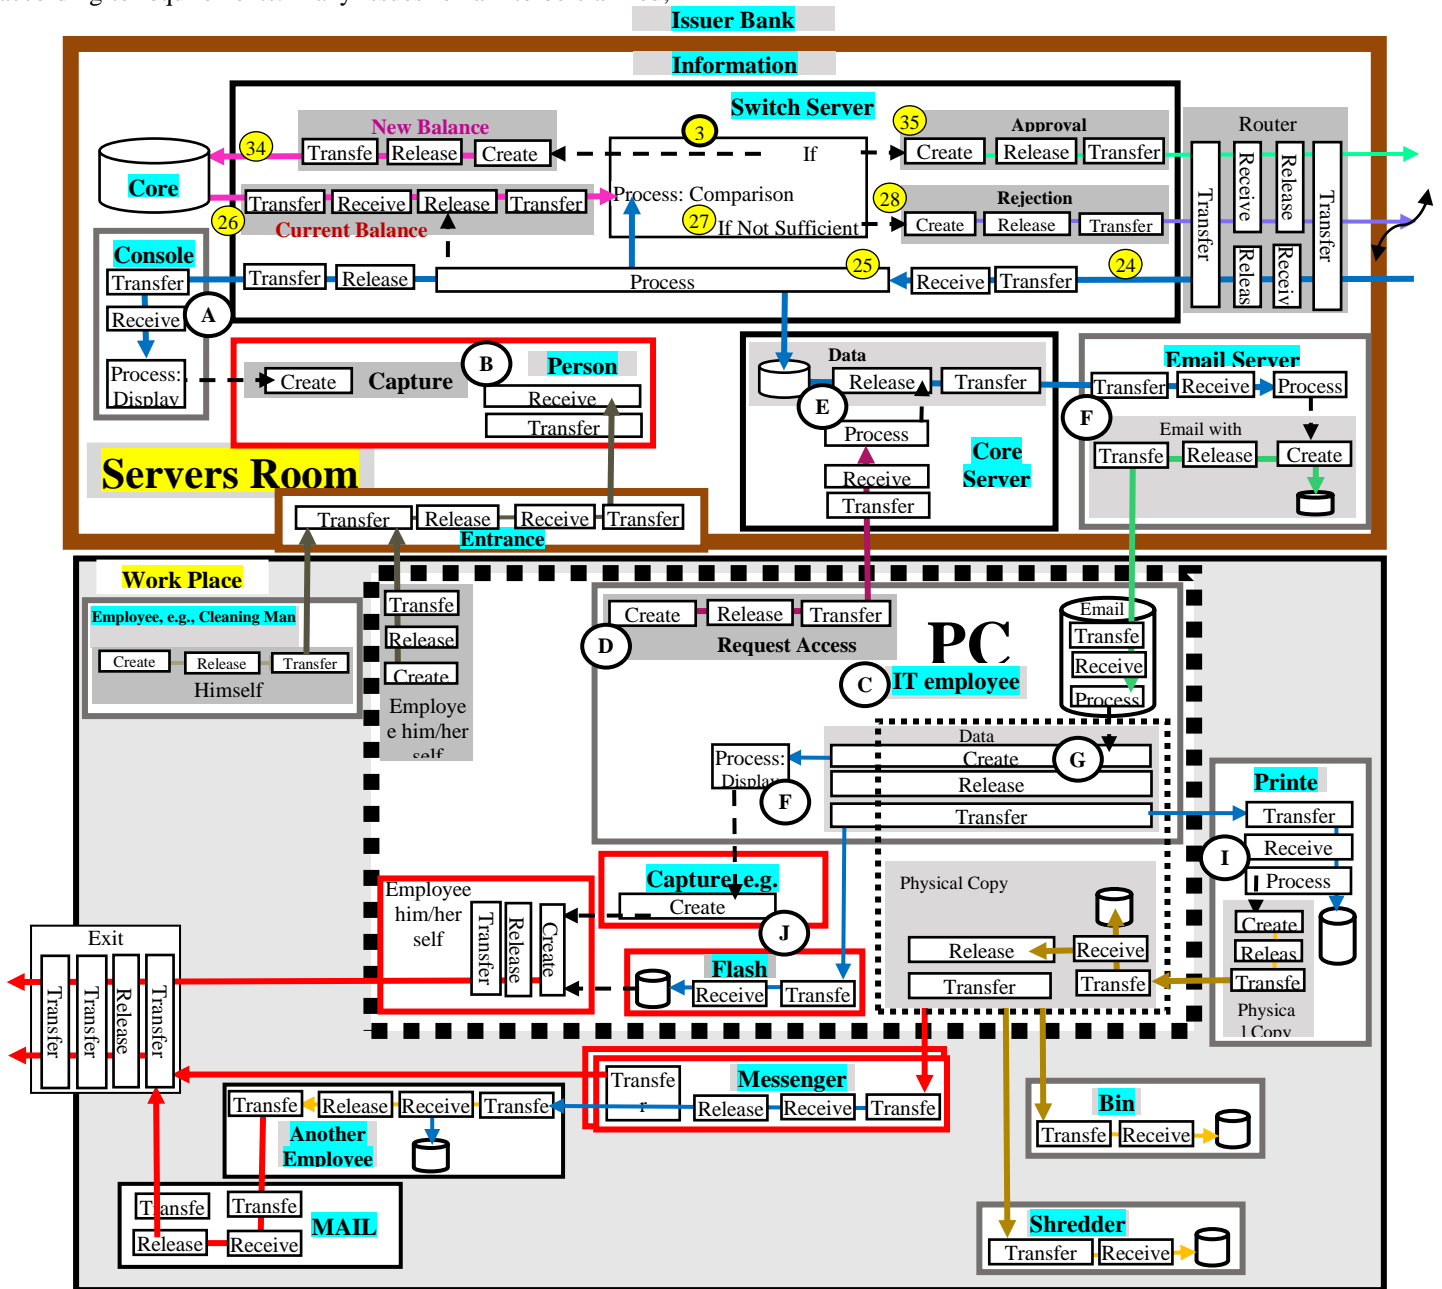 Issuer Bank
Information
Switch Server
New Balance
34
Transfe
Release
Create
3
If
35
Approval
Create
Release
Transfer
Router
Core
Transfer
Receive
Release
Transfer
26
Current Balance
Process: Comparison
27
If Not Sufficient
28
Rejection
Create
Release
Transfer
Transfer
Receive
Release
Transfer
Releas
Receiv
Console
Transfer
Receive
A
Process:
Display
Transfer
Release
Process
25
Receive
Transfer
24
B
Person
Create
Capture
Receive
Transfer
Data
Release
Transfer
E
Process
Receive
Transfer
Core
Server
Email Server
Transfer
Receive
Process
F
Email with
Transfe
Release
Create
Servers Room
Transfer
Release
Receive
Transfer
Entrance
Work Place
Employee, e.g., Cleaning Man
Create
Release
Transfer
Himself
Transfe
Release
Create
Employe
e him/her
self
Create
Release
Transfer
D
Request Access
PC
C
IT employee
Email
Transfe
Receive
Process
Data
Create
G
Release
Transfer
Process:
Display
F
Printe
Transfer
Receive
I
Process
Create
Releas
Transfe
Physica
l Copy
Capture, e.g.
Create
J
Employee
him/her
self
Transfer
Release
Create
Flash
Receive
Transfe
Physical Copy
Release
Receive
Transfer
Transfe
Exit
Transfer
Transfer
Release
Transfer
Transfe
r
Messenger
Release
Receive
Transfe
Transfe
Release
Receive
Transfe
Another
Employee
Bin
Transfe
Receive
Transfe
Transfe
MAIL
Release
Receive
Shredder
Transfer
Receive